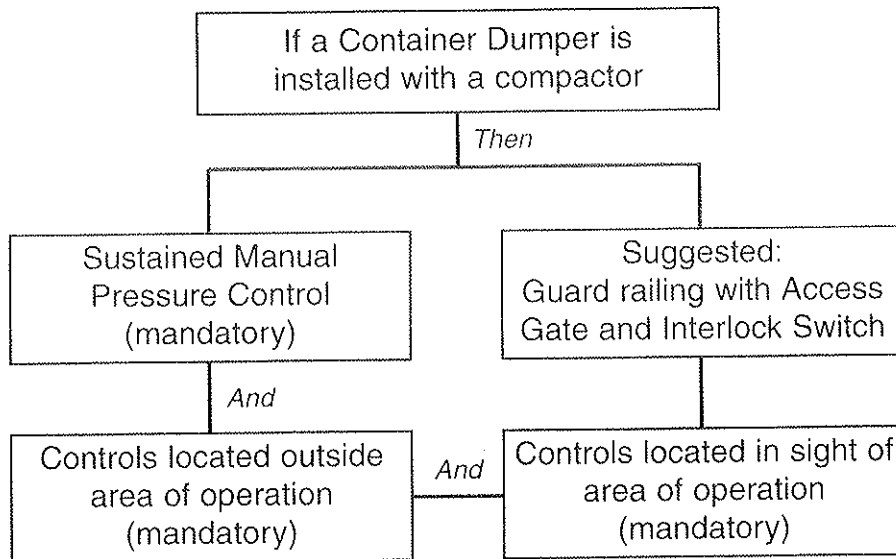 If a Container Dumper is
installed with a compactor
Then
Sustained Manual
Pressure Control
(mandatory)
Suggested:
Guard railing with Access
Gate and Interlock Switch
And
Controls located outside
area of operation
(mandatory)
And
Controls located in sight of
area of operation
(mandatory)